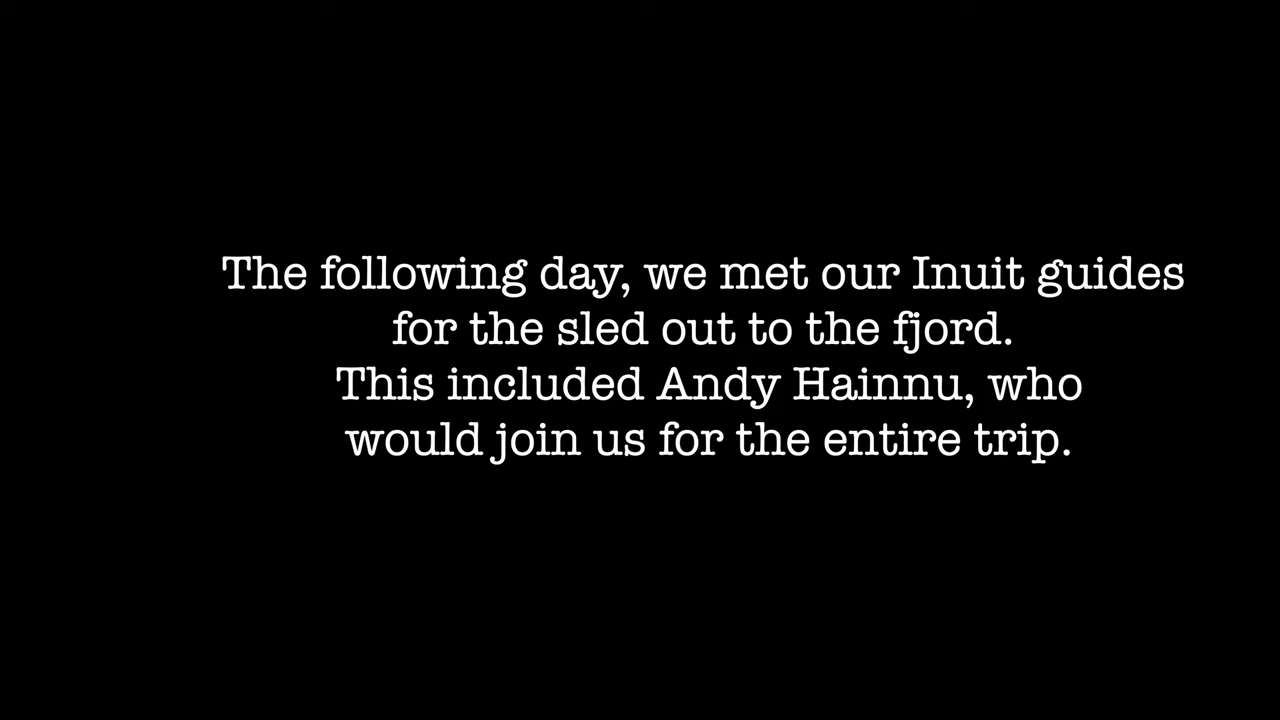 The following day, we met our Inuit guides
for the sled out to the fjord.
This included Andy Hainnu, who
would join us for the entire trip.